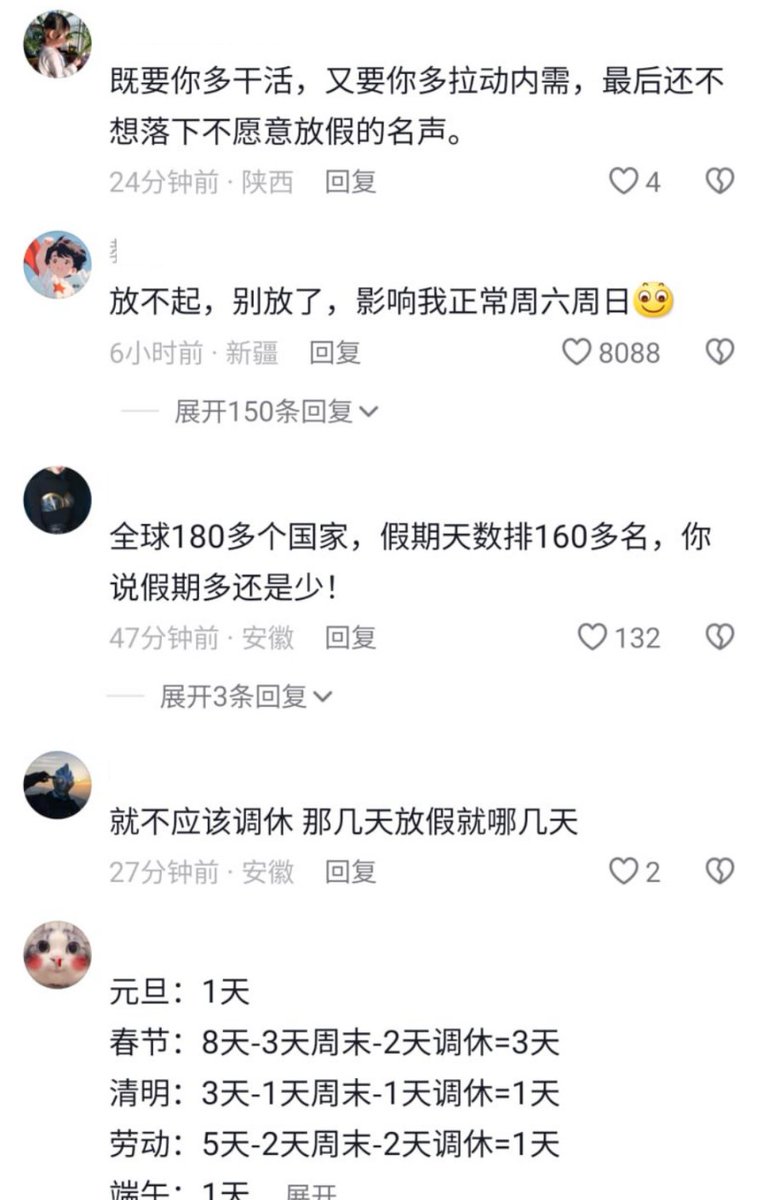 既要你多干活，又要你多拉动内需，最后还不
想落下不愿意放假的名声。
24分钟前 · 陕西 回复 4
放不起，别放了，影响我正常周六周日
6小时前 · 新疆 回复 8088
展开150条回复
全球180多个国家，假期天数排160多名，你
说假期多还是少！
47分钟前 · 安徽 回复 132
展开3条回复
就不应该调休 那几天放假就哪几天
27分钟前 · 安徽 回复 2
元旦：1天
春节：8天-3天周末-2天调休=3天
清明：3天-1天周末-1天调休=1天
劳动：5天-2天周末-2天调休=1天
端午：1天 展开